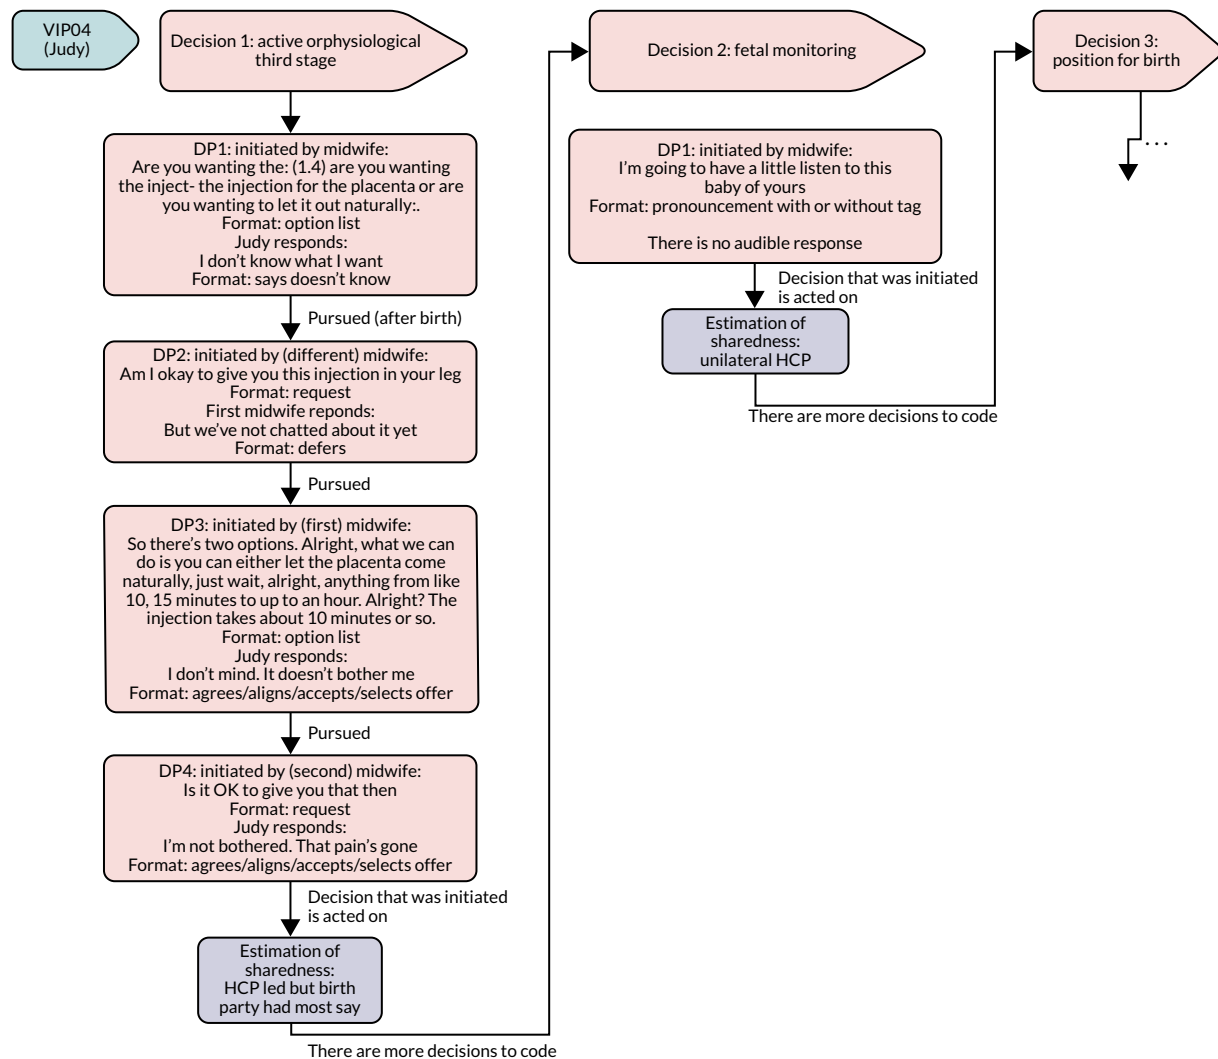 VIP04
(Judy)
Decision 1: active orphysiological
third stage
DP1: initiated by midwife:
Are you wanting the: (1.4) are you wanting
the inject- the injection for the placenta or are
you wanting to let it out naturally:.
Format: option list
Judy responds:
I don't know what I want
Format: says doesn't know
Pursued (after birth)
DP2: initiated by (different) midwife:
Am I okay to give you this injection in your leg
Format: request
First midwife reponds:
But we've not chatted about it yet
Format: defers
Pursued
DP3: initiated by (first) midwife:
So there's two options. Alright, what we can
do is you can either let the placenta come
naturally, just wait, alright, anything from like
10, 15 minutes to up to an hour. Alright? The
injection takes about 10 minutes or so.
Format: option list
Judy responds:
I don't mind. It doesn't bother me
Format: agrees/aligns/accepts/selects offer
Pursued
DP4: initiated by (second) midwife:
Is it OK to give you that then
Format: request
Judy responds:
I'm not bothered. That pain's gone
Format: agrees/aligns/accepts/selects offer
Decision that was initiated
is acted on
Estimation of
sharedness:
HCP led but birth
party had most say
There are more decisions to code
Decision 2: fetal monitoring
DP1: initiated by midwife:
I'm going to have a little listen to this
baby of yours
Format: pronouncement with or without tag
There is no audible response
Decision that was initiated
is acted on
Estimation of
sharedness:
unilateral HCP
There are more decisions to code
Decision 3:
position for birth
...